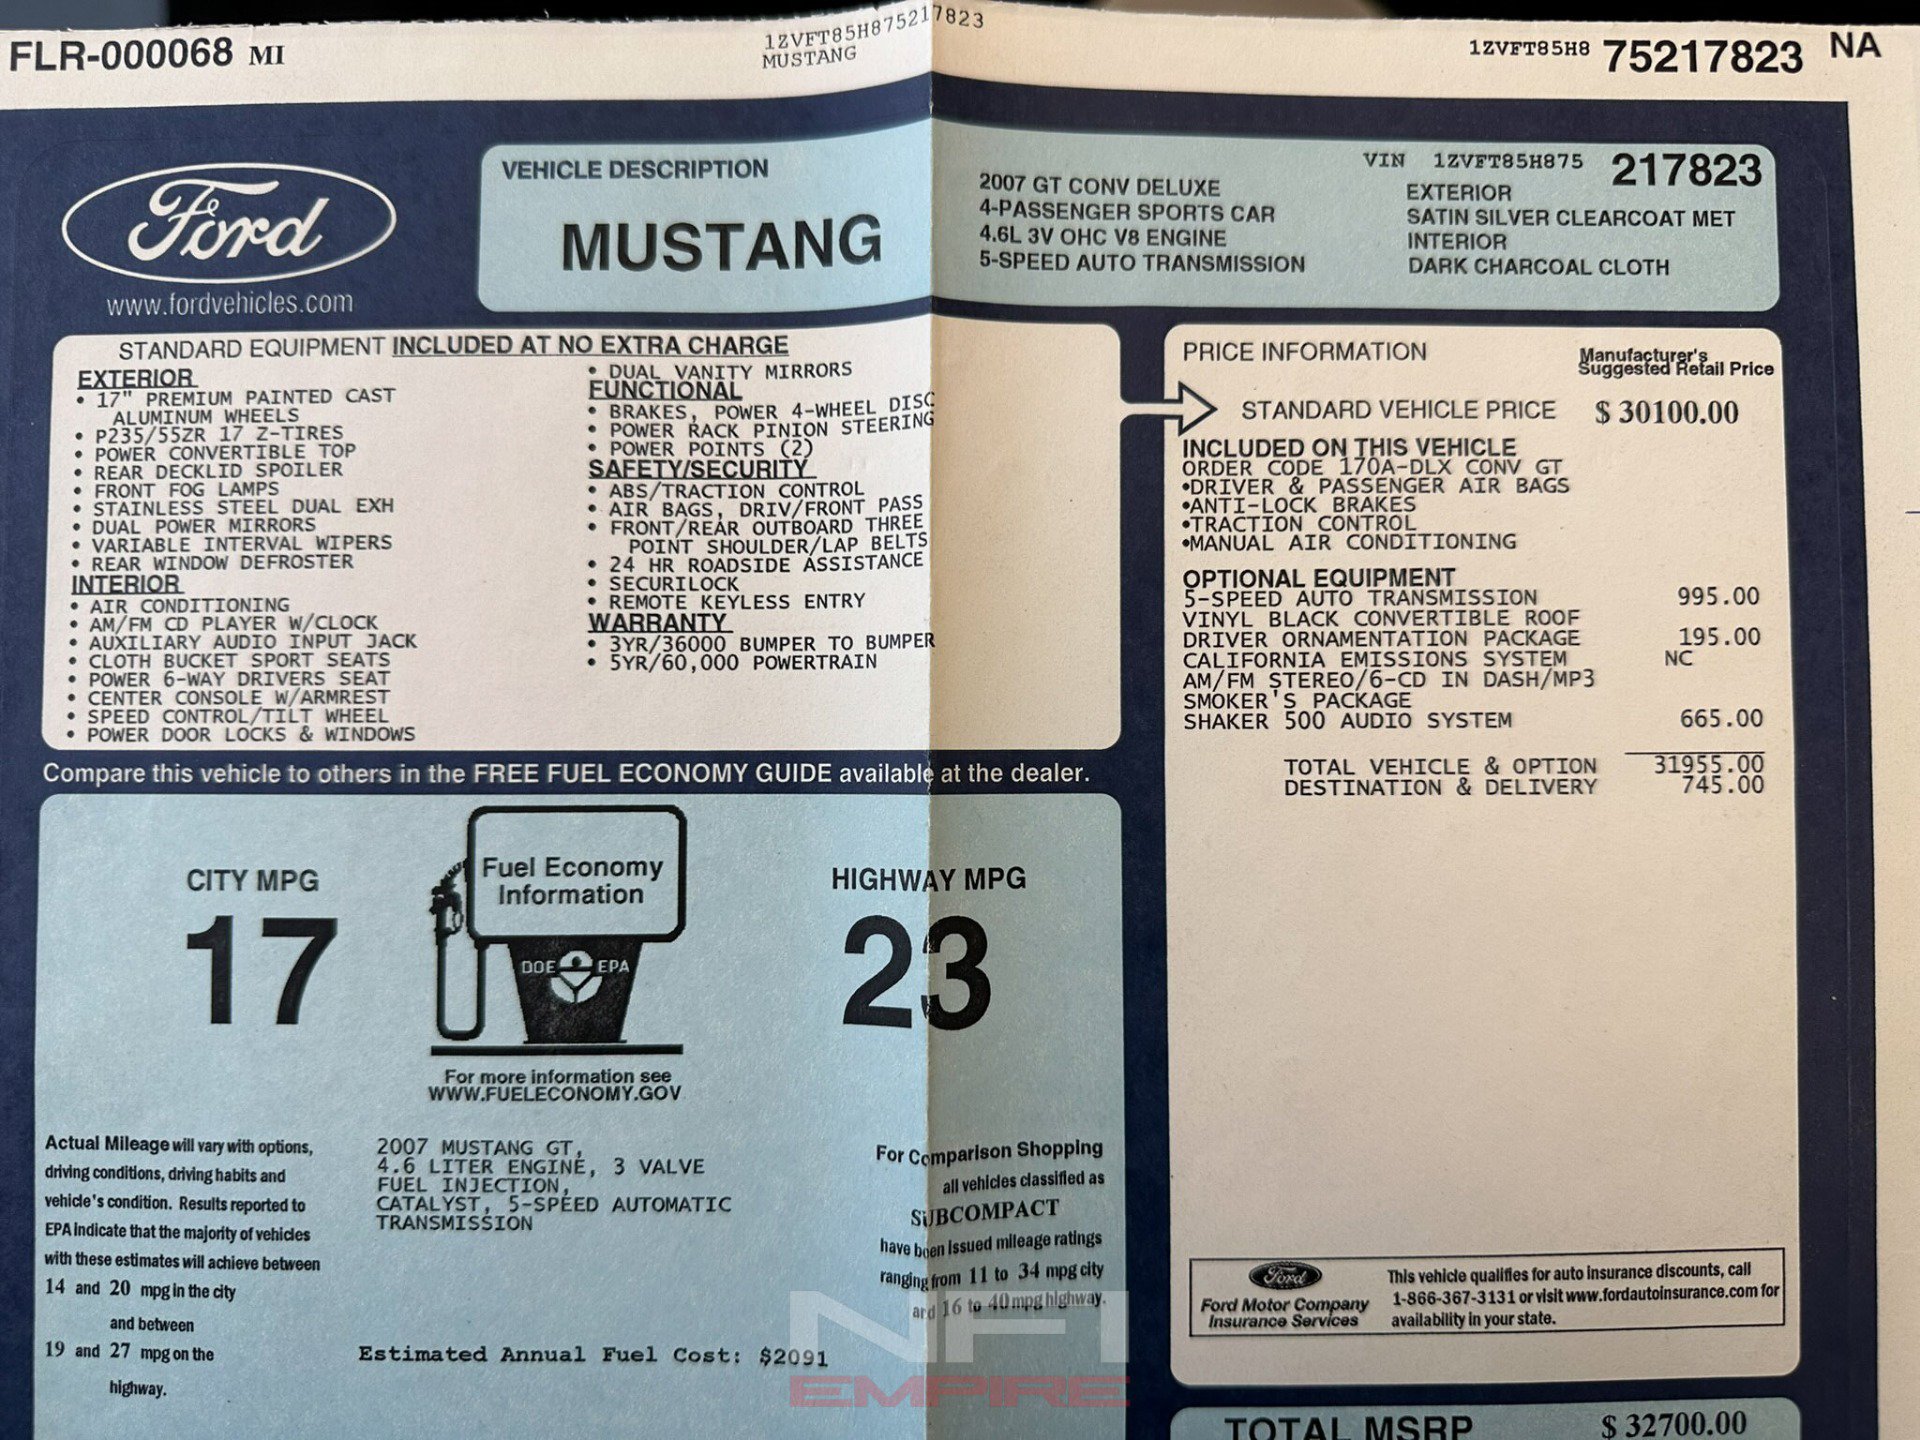 FLR-000068 MI
1ZVFT85H875217823
MUSTANG
1ZVFT85H8 75217823 NA
Ford
www.fordvehicles.com
VEHICLE DESCRIPTION
MUSTANG
2007 GT CONV DELUXE
4-PASSENGER SPORTS CAR
4.6L 3V OHC V8 ENGINE
5-SPEED AUTO TRANSMISSION
VIN 1ZVFT85H875 217823
EXTERIOR
SATIN SILVER CLEARCOAT MET
INTERIOR
DARK CHARCOAL CLOTH
STANDARD EQUIPMENT INCLUDED AT NO EXTRA CHARGE
EXTERIOR
• 17" PREMIUM PAINTED CAST
ALUMINUM WHEELS
• P235/55ZR 17 Z-TIRES
• POWER CONVERTIBLE TOP
• REAR DECKLID SPOILER
• FRONT FOG LAMPS
• STAINLESS STEEL DUAL EXH
• DUAL POWER MIRRORS
• VARIABLE INTERVAL WIPERS
• REAR WINDOW DEFROSTER
INTERIOR
• AIR CONDITIONING
• AM/FM CD PLAYER W/CLOCK
• AUXILIARY AUDIO INPUT JACK
• CLOTH BUCKET SPORT SEATS
• POWER 6-WAY DRIVERS SEAT
• CENTER CONSOLE W/ARMREST
• SPEED CONTROL/TILT WHEEL
• POWER DOOR LOCKS & WINDOWS
• DUAL VANITY MIRRORS
FUNCTIONAL
• BRAKES, POWER 4-WHEEL DISC
• POWER RACK PINION STEERING
• POWER POINTS (2)
SAFETY/SECURITY
• ABS/TRACTION CONTROL
• AIR BAGS, DRIV/FRONT PASS
• FRONT/REAR OUTBOARD THREE
POINT SHOULDER/LAP BELTS
• 24 HR ROADSIDE ASSISTANCE
• SECURILOCK
• REMOTE KEYLESS ENTRY
WARRANTY
• 3YR/36000 BUMPER TO BUMPER
• 5YR/60,000 POWERTRAIN
PRICE INFORMATION
Manufacturer's
Suggested Retail Price
STANDARD VEHICLE PRICE $ 30100.00
INCLUDED ON THIS VEHICLE
ORDER CODE 170A-DLX CONV GT
•DRIVER & PASSENGER AIR BAGS
•ANTI-LOCK BRAKES
•TRACTION CONTROL
•MANUAL AIR CONDITIONING
OPTIONAL EQUIPMENT
5-SPEED AUTO TRANSMISSION 995.00
VINYL BLACK CONVERTIBLE ROOF
DRIVER ORNAMENTATION PACKAGE 195.00
CALIFORNIA EMISSIONS SYSTEM NC
AM/FM STEREO/6-CD IN DASH/MP3
SMOKER'S PACKAGE
SHAKER 500 AUDIO SYSTEM 665.00
TOTAL VEHICLE & OPTION 31955.00
DESTINATION & DELIVERY 745.00
Compare this vehicle to others in the FREE FUEL ECONOMY GUIDE available at the dealer.
CITY MPG
17
Fuel Economy
Information
DOE EPA
HIGHWAY MPG
23
For more information see
WWW.FUELECONOMY.GOV
Actual Mileage will vary with options,
driving conditions, driving habits and
vehicle's condition. Results reported to
EPA indicate that the majority of vehicles
with these estimates will achieve between
14 and 20 mpg in the city
and between
19 and 27 mpg on the
highway.
2007 MUSTANG GT,
4.6 LITER ENGINE, 3 VALVE
FUEL INJECTION,
CATALYST, 5-SPEED AUTOMATIC
TRANSMISSION
Estimated Annual Fuel Cost: $2091
For Comparison Shopping
all vehicles classified as
SUBCOMPACT
have been issued mileage ratings
ranging from 11 to 34 mpg city
and 16 to 40 mpg highway.
Ford
Ford Motor Company
Insurance Services
This vehicle qualifies for auto insurance discounts, call
1-866-367-3131 or visit www.fordautoinsurance.com for
availability in your state.
TOTAL MSRP $ 32700.00
NFI
EMPIRE